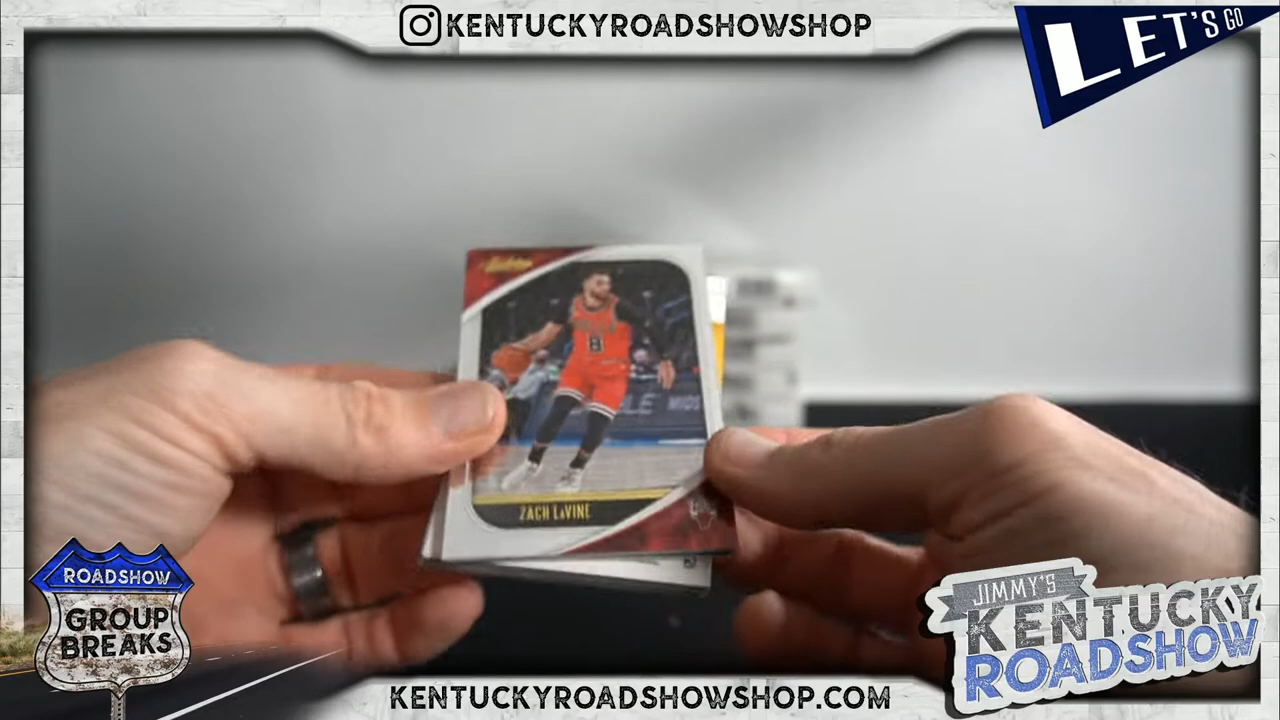 KENTUCKYROADSHOWSHOP
LET'S GO
Absolute
8
ZACH LaVINE
ROADSHOW
GROUP
BREAKS
JIMMY'S
KENTUCKY
ROADSHOW
KENTUCKYROADSHOWSHOP.COM